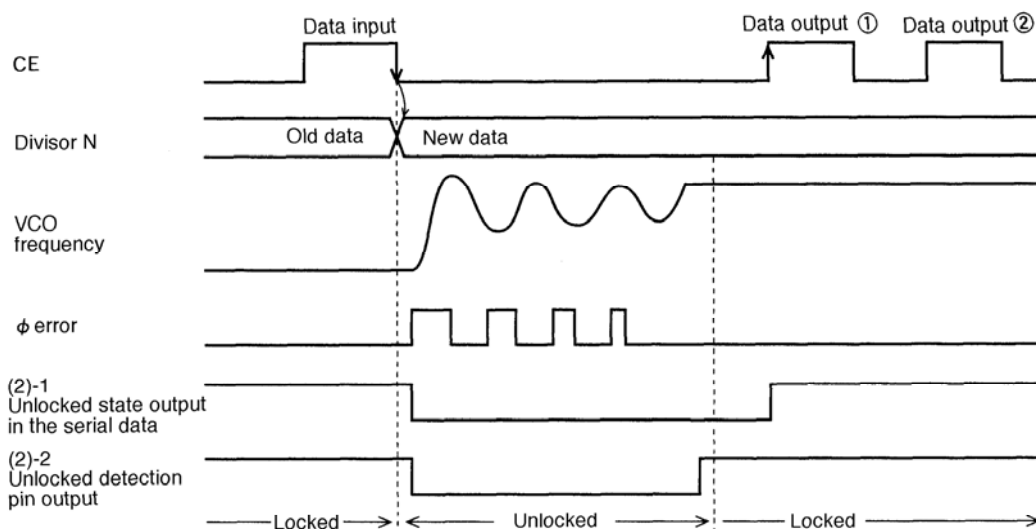 Data input
Data output ①
Data output ②
CE
Divisor N
Old data
New data
VCO
frequency
ϕ error
(2)-1
Unlocked state output
in the serial data
(2)-2
Unlocked detection
pin output
Locked
Unlocked
Locked